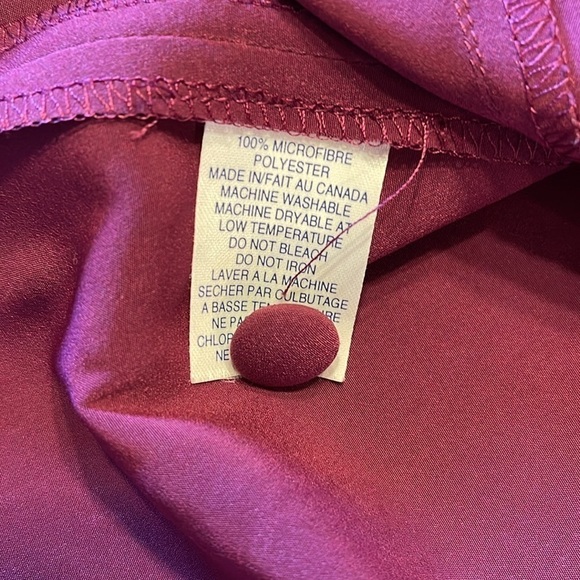 100% MICROFIBRE
POLYESTER
MADE IN/FAIT AU CANADA
MACHINE WASHABLE
MACHINE DRYABLE AT
LOW TEMPERATURE
DO NOT BLEACH
DO NOT IRON
LAVER A LA MACHINE
SECHER PAR CULBUTAGE
A BASSE
NE
NE